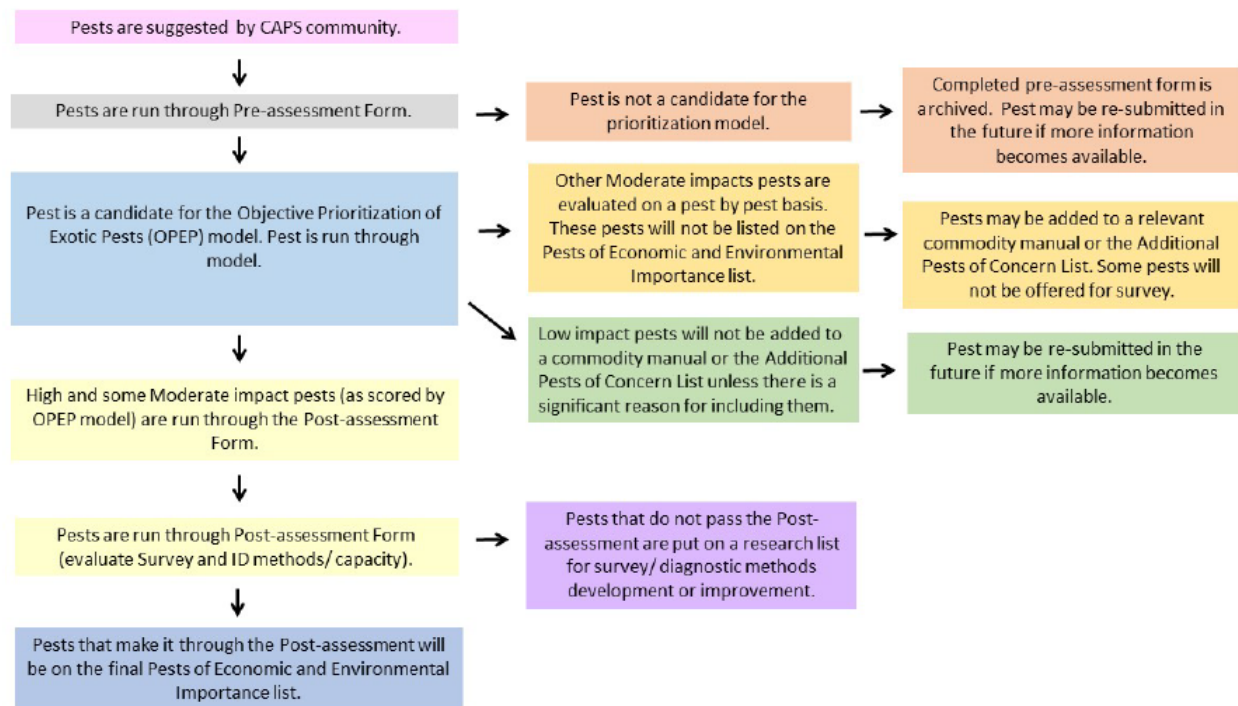 Pests are suggested by CAPS community.
Pests are run through Pre-assessment Form.
Pest is not a candidate for the
prioritization model.
Completed pre-assessment form is
archived. Pest may be re-submitted in
the future if more information
becomes available.
Pest is a candidate for the Objective Prioritization of
Exotic Pests (OPEP) model. Pest is run through
model.
Other Moderate impacts pests are
evaluated on a pest by pest basis.
These pests will not be listed on the
Pests of Economic and Environmental
Importance list.
Pests may be added to a relevant
commodity manual or the Additional
Pests of Concern List. Some pests will
not be offered for survey.
Low impact pests will not be added to
a commodity manual or the Additional
Pests of Concern List unless there is a
significant reason for including them.
Pest may be re-submitted in the
future if more information becomes
available.
High and some Moderate impact pests (as scored by
OPEP model) are run through the Post-assessment
Form.
Pests are run through Post-assessment Form
(evaluate Survey and ID methods/ capacity).
Pests that do not pass the Post-
assessment are put on a research list
for survey/ diagnostic methods
development or improvement.
Pests that make it through the Post-assessment will
be on the final Pests of Economic and Environmental
Importance list.